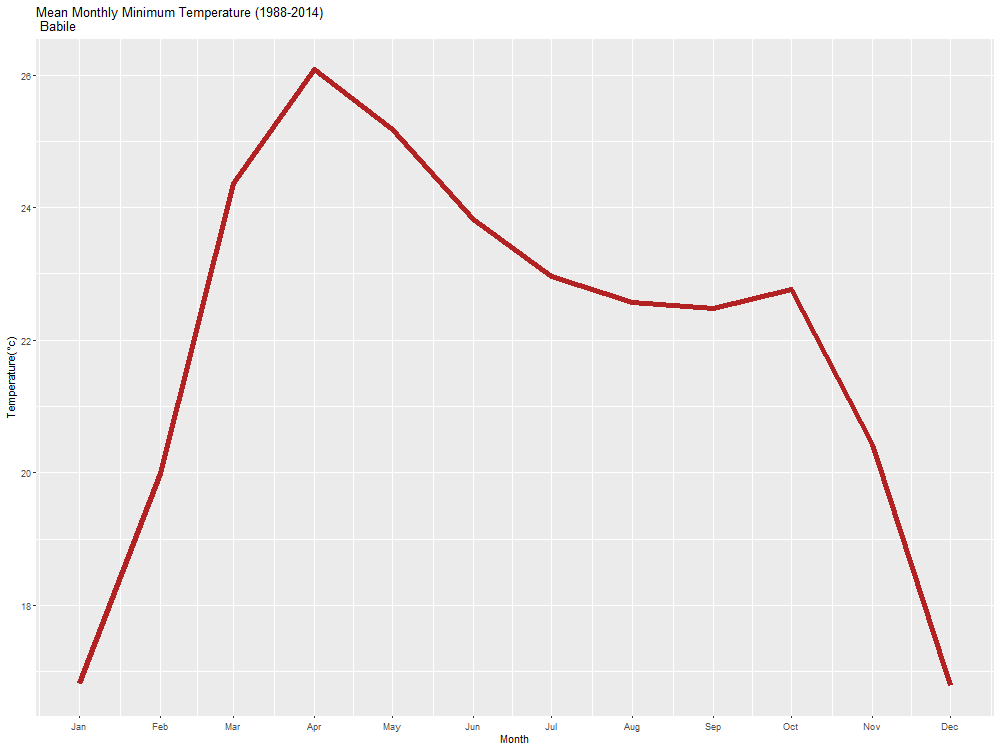 Mean Monthly Minimum Temperature (1988-2014)
Babile
26
24
22
20
18
Temperature(°c)
Jan Feb Mar Apr May Jun Jul Aug Sep Oct Nov Dec
Month